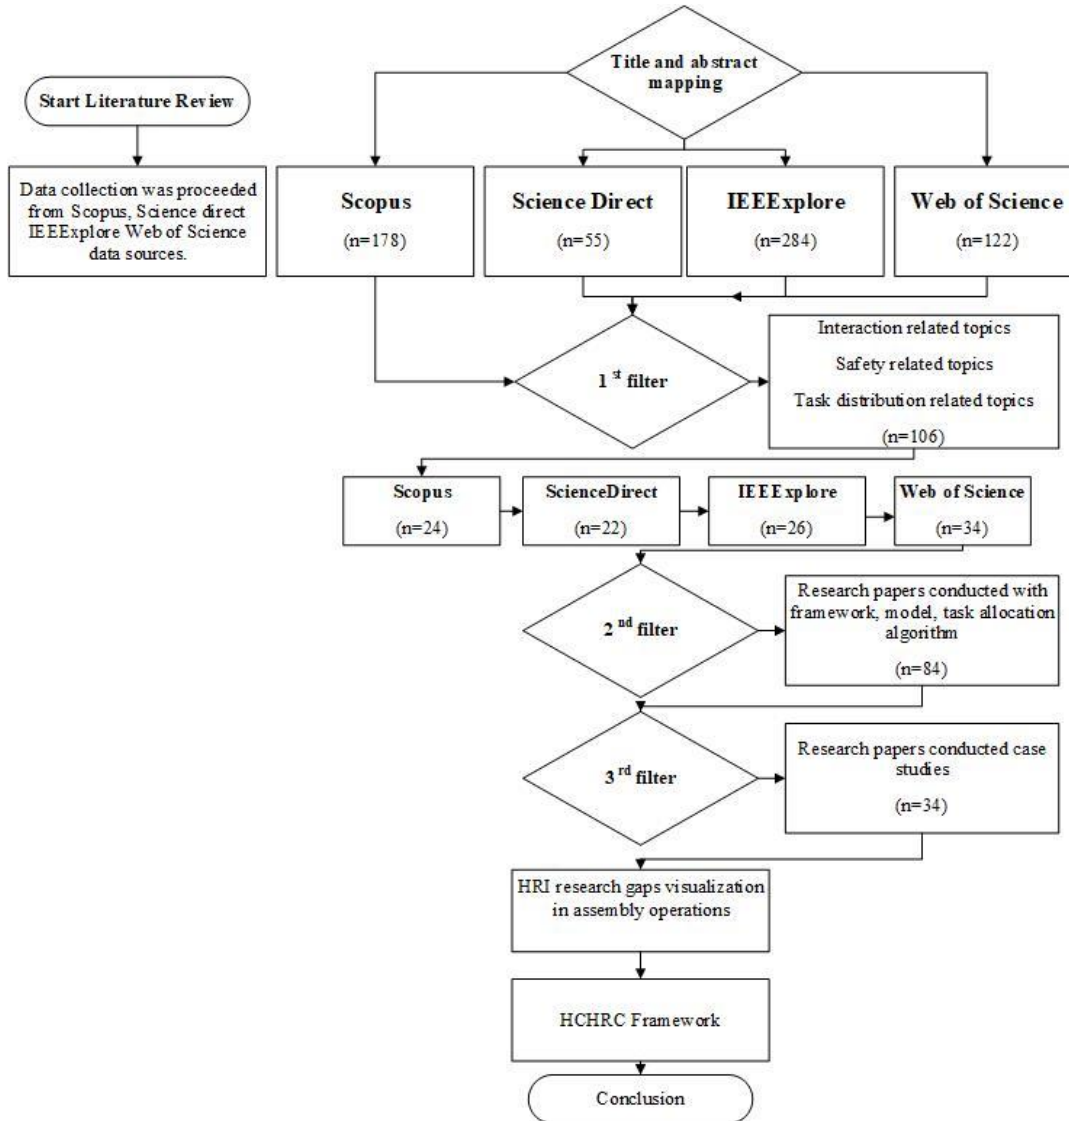 Title and abstract
mapping
Start Literature Review
Data collection was proceeded
from Scopus, Science direct
IEEExplore Web of Science
data sources.
Scopus
(n=178)
Science Direct
(n=55)
IEEExplore
(n=284)
Web of Science
(n=122)
1 st filter
Interaction related topics
Safety related topics
Task distribution related topics
(n=106)
Scopus
(n=24)
ScienceDirect
(n=22)
IEEExplore
(n=26)
Web of Science
(n=34)
2 nd filter
Research papers conducted with
framework, model, task allocation
algorithm
(n=84)
3 rd filter
Research papers conducted case
studies
(n=34)
HRI research gaps visualization
in assembly operations
HCHRC Framework
Conclusion